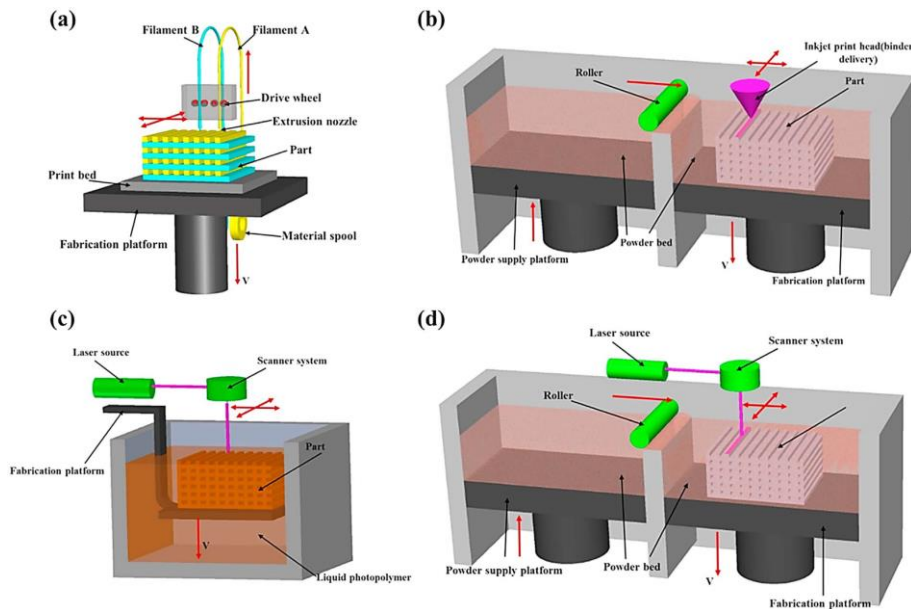 (a)
Filament B
Filament A
Drive wheel
Extrusion nozzle
Part
Print bed
Fabrication platform
Material spool
V
(b)
Inkjet print head(binder
delivery)
Roller
Part
Powder bed
Powder supply platform
V
Fabrication platform
(c)
Laser source
Scanner system
Fabrication platform
Part
V
Liquid photopolymer
(d)
Laser source
Scanner system
Roller
Powder bed
Powder supply platform
V
Fabrication platform